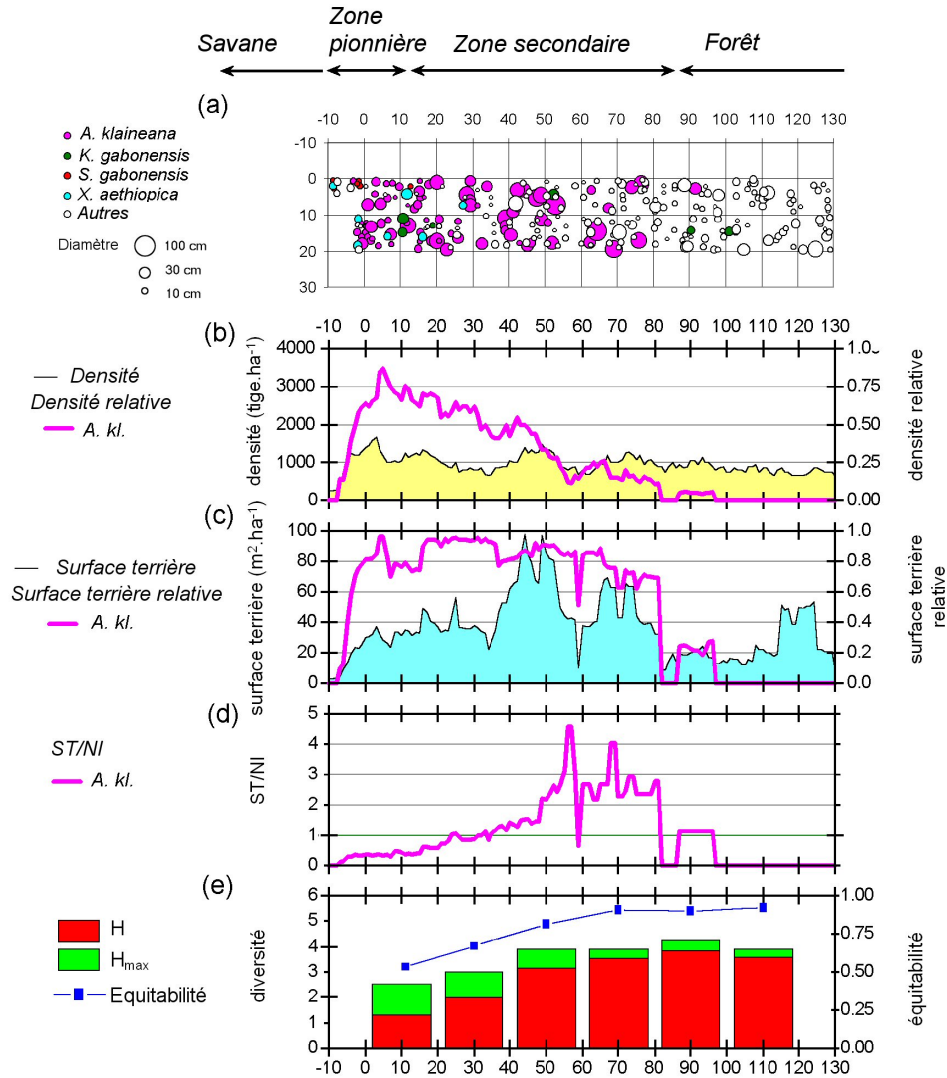 Savane
Zone pionnière
Zone secondaire
Forêt
(a)
0 10 20 30 40 50 60 70 80 90 100 110 120
-10
0
10
20
30
A. klaineana
K. gabonensis
S. gabonensis
X. aethiopica
Autres
Diamètre
100 cm
30 cm
10 cm
-10 0 10 20 30 40 50 60 70 80 90 100 110 120 130
(b)
4000
3000
2000
1000
0
densité (tige.ha⁻¹)
1.0
0.75
0.50
0.25
0.00
densité relative
Densité
Densité relative
A. kl.
(c)
100
80
60
40
20
0
surface terrière (m².ha⁻¹)
1.0
0.8
0.6
0.4
0.2
0.0
surface terrière relative
Surface terrière
Surface terrière relative
A. kl.
(d)
5
4
3
2
1
0
ST/NI
ST/NI
A. kl.
(e)
6
5
4
3
2
1
0
diversité
1.00
0.75
0.50
0.25
0.00
équitabilité
H
Hmax
Equitabilité
-10 0 10 20 30 40 50 60 70 80 90 100 110 120 130